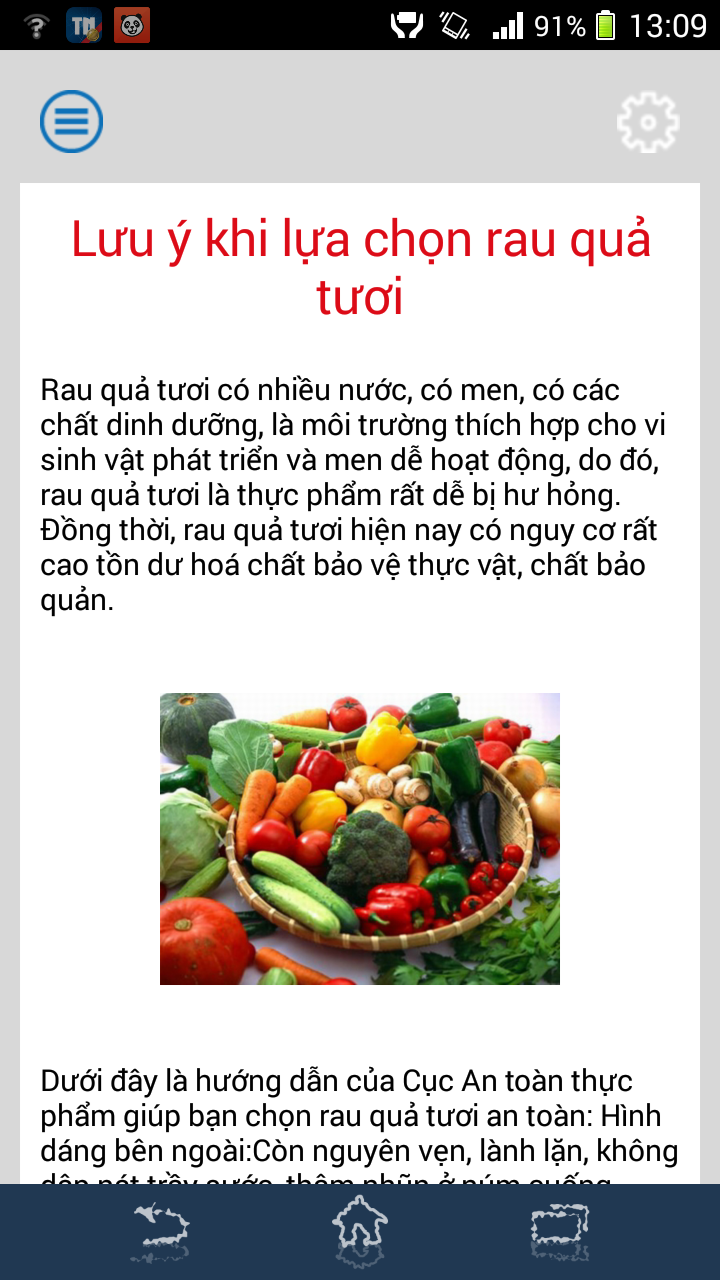 TN
91% 13:09
Lưu ý khi lựa chọn rau quả
tươi
Rau quả tươi có nhiều nước, có men, có các
chất dinh dưỡng, là môi trường thích hợp cho vi
sinh vật phát triển và men dễ hoạt động, do đó,
rau quả tươi là thực phẩm rất dễ bị hư hỏng.
Đồng thời, rau quả tươi hiện nay có nguy cơ rất
cao tồn dư hoá chất bảo vệ thực vật, chất bảo
quản.
Dưới đây là hướng dẫn của Cục An toàn thực
phẩm giúp bạn chọn rau quả tươi an toàn: Hình
dáng bên ngoài:Còn nguyên vẹn, lành lặn, không